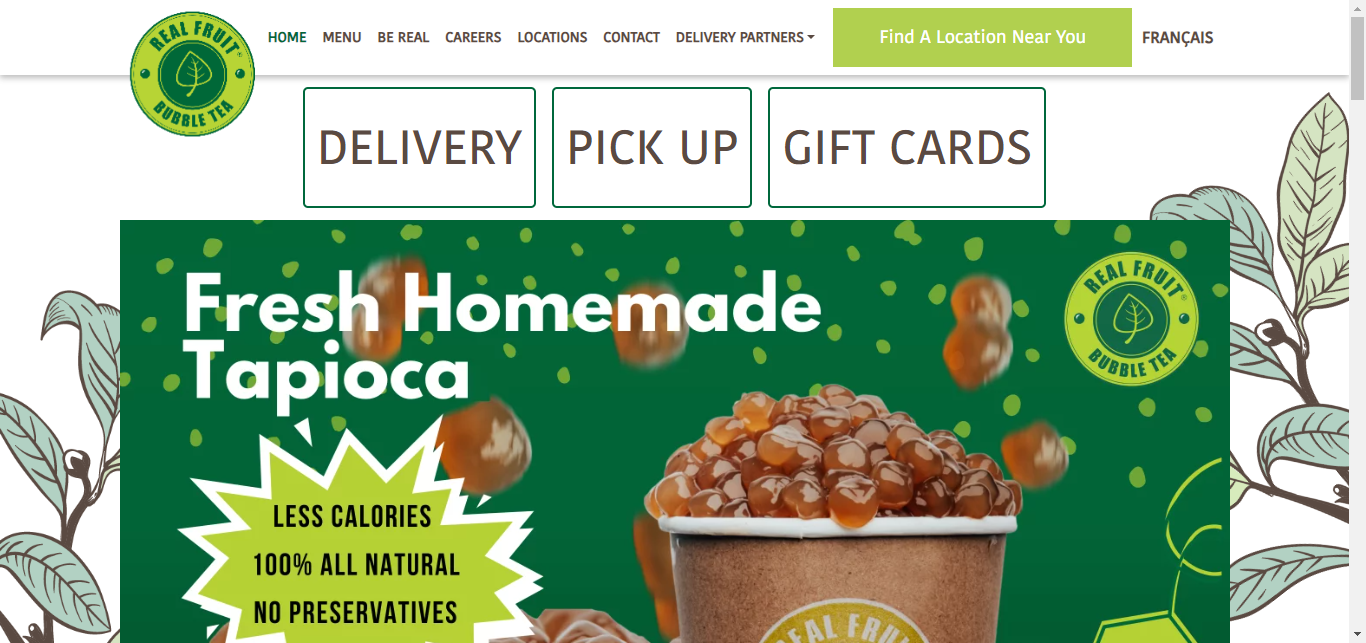 REAL FRUIT
BUBBLE TEA
HOME MENU BE REAL CAREERS LOCATIONS CONTACT DELIVERY PARTNERS Find A Location Near You FRANÇAIS
DELIVERY PICK UP GIFT CARDS
Fresh Homemade
Tapioca
REAL FRUIT®
BUBBLE TEA
LESS CALORIES
100% ALL NATURAL
NO PRESERVATIVES
REAL FRUIT